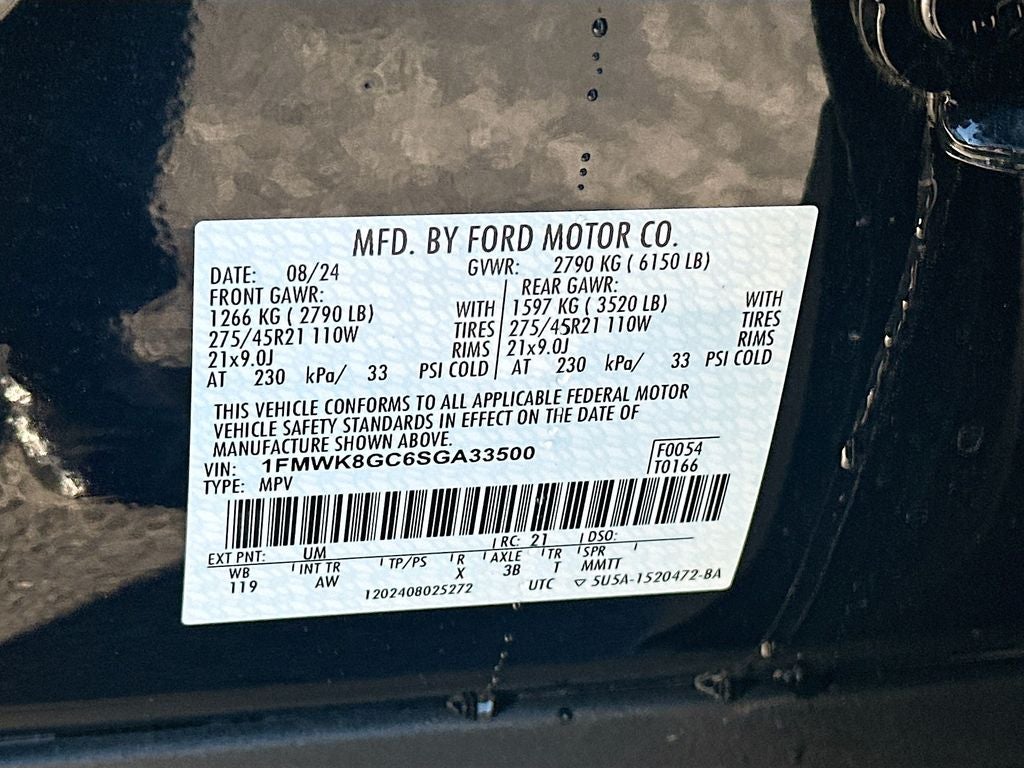 MFD. BY FORD MOTOR CO.
DATE: 08/24 GVWR: 2790 KG ( 6150 LB)
FRONT GAWR: REAR GAWR:
1266 KG ( 2790 LB) WITH 1597 KG ( 3520 LB) WITH
275/45R21 110W TIRES 275/45R21 110W TIRES
21x9.0J RIMS 21x9.0J RIMS
AT 230 kPa/ 33 PSI COLD AT 230 kPa/ 33 PSI COLD
THIS VEHICLE CONFORMS TO ALL APPLICABLE FEDERAL MOTOR
VEHICLE SAFETY STANDARDS IN EFFECT ON THE DATE OF
MANUFACTURE SHOWN ABOVE.
VIN: 1FMWK8GC6SGA33500 F0054
TYPE: MPV T0166
EXT PNT: UM RC: 21 DSO:
WB INT TR TP/PS R AXLE TR SPR
119 AW X 3B T MMTT
1202408025272 UTC ▽ 5U5A-1520472-BA